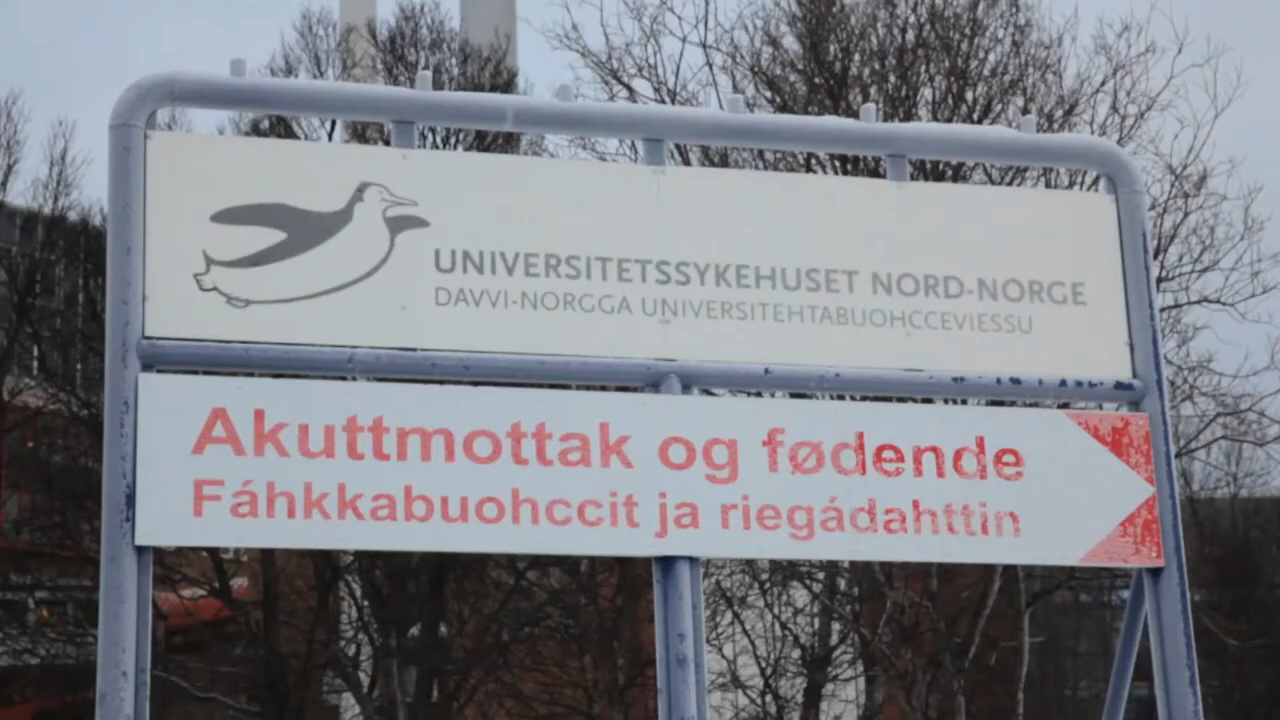 UNIVERSITETSSYKEHUSET NORD-NORGE
DAVVI-NORGGA UNIVERSITEHTABUOHCCEVIESSU
Akuttmottak og fødende
Fáhkkabuohccit ja riegádahttin